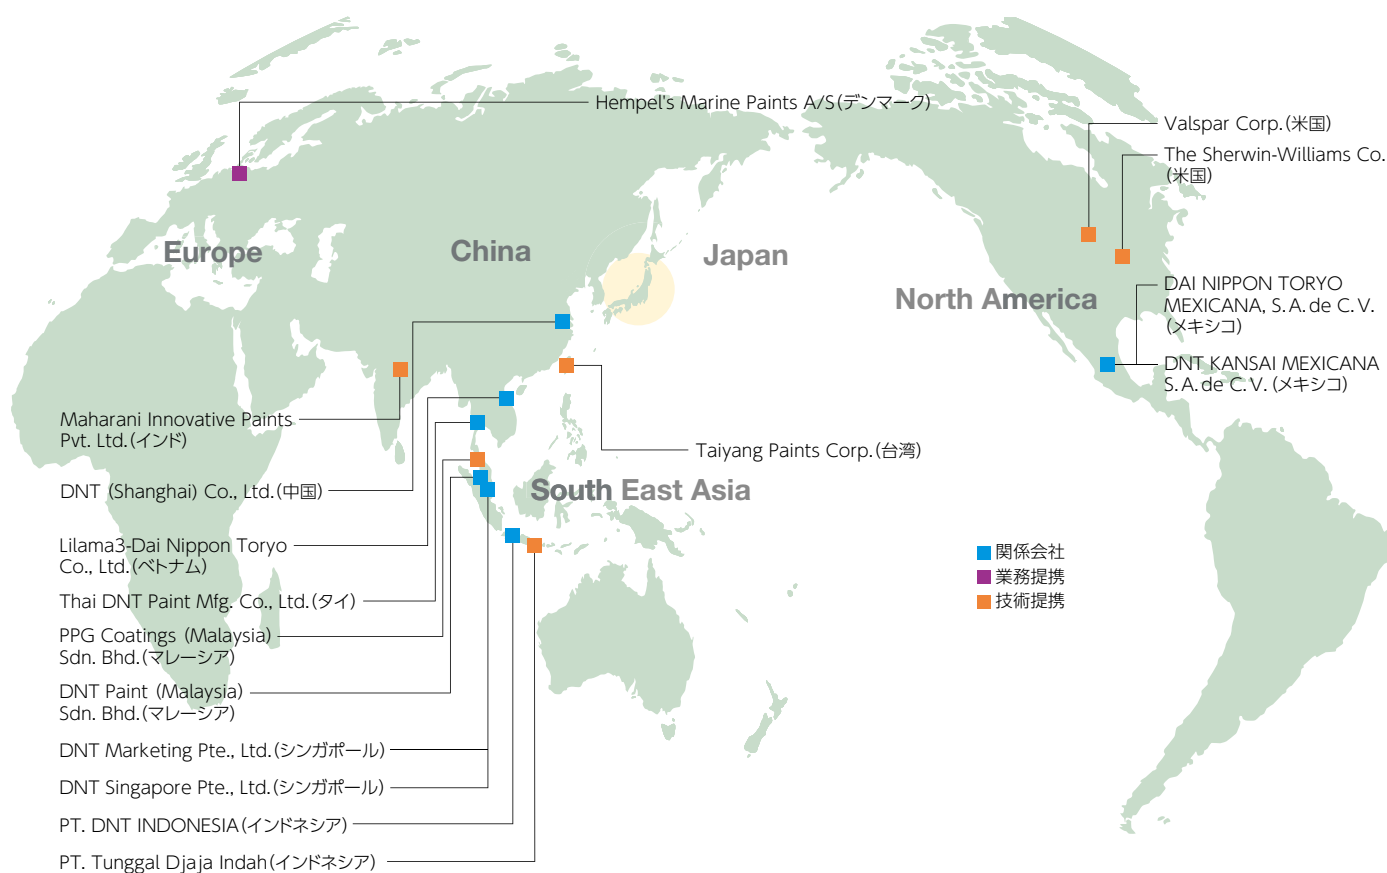 Hempel's Marine Paints A/S(デンマーク)
Valspar Corp.(米国)
The Sherwin-Williams Co.
(米国)
Europe
China
Japan
North America
DAI NIPPON TORYO
MEXICANA, S.A.de C.V.
(メキシコ)
DNT KANSAI MEXICANA
S.A.de C.V.(メキシコ)
Maharani Innovative Paints
Pvt. Ltd.(インド)
Taiyang Paints Corp.(台湾)
DNT (Shanghai) Co., Ltd.(中国)
South East Asia
Lilama3-Dai Nippon Toryo
Co., Ltd.(ベトナム)
Thai DNT Paint Mfg. Co., Ltd.(タイ)
PPG Coatings (Malaysia)
Sdn. Bhd.(マレーシア)
DNT Paint (Malaysia)
Sdn. Bhd.(マレーシア)
DNT Marketing Pte., Ltd.(シンガポール)
DNT Singapore Pte., Ltd.(シンガポール)
PT. DNT INDONESIA(インドネシア)
PT. Tunggal Djaja Indah(インドネシア)
関係会社
業務提携
技術提携